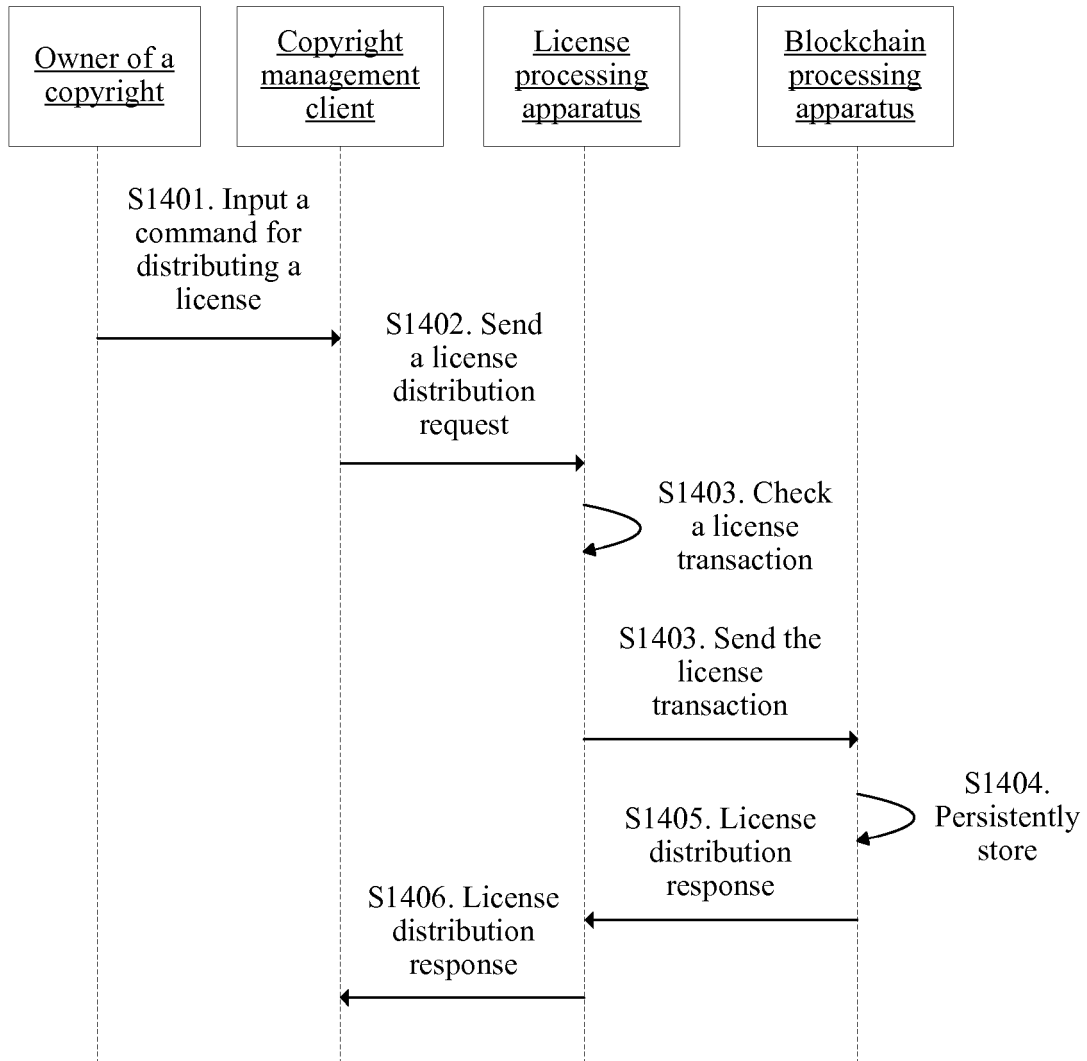 Owner of a
copyright
Copyright
management
client
License
processing
apparatus
Blockchain
processing
apparatus
S1401. Input a
command for
distributing a
license
S1402. Send
a license
distribution
request
S1403. Check
a license
transaction
S1403. Send the
license
transaction
S1404.
Persistently
store
S1405. License
distribution
response
S1406. License
distribution
response